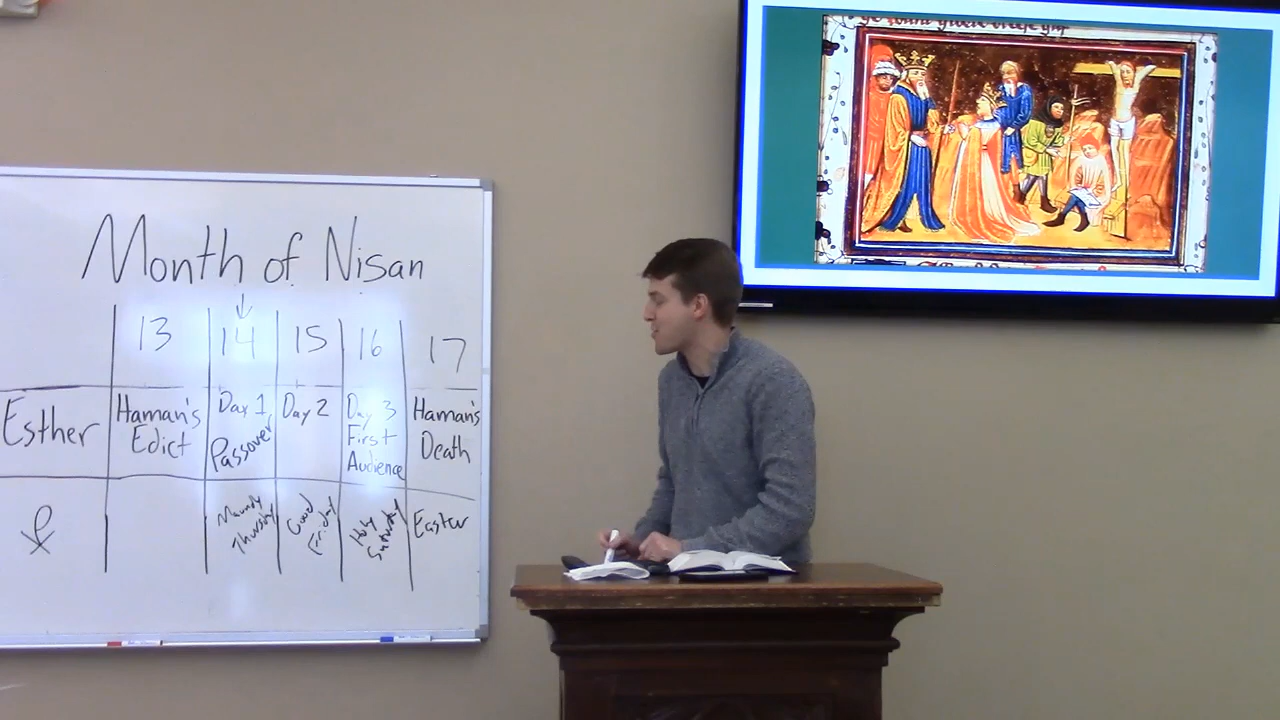 Month of Nisan
13 14 15 16 17
Esther
Haman's
Edict
Day 1
Passover
Day 2
Day 3
First
Audience
Haman's
Death
Maundy
Thursday
Good
Friday
Holy
Saturday
Easter